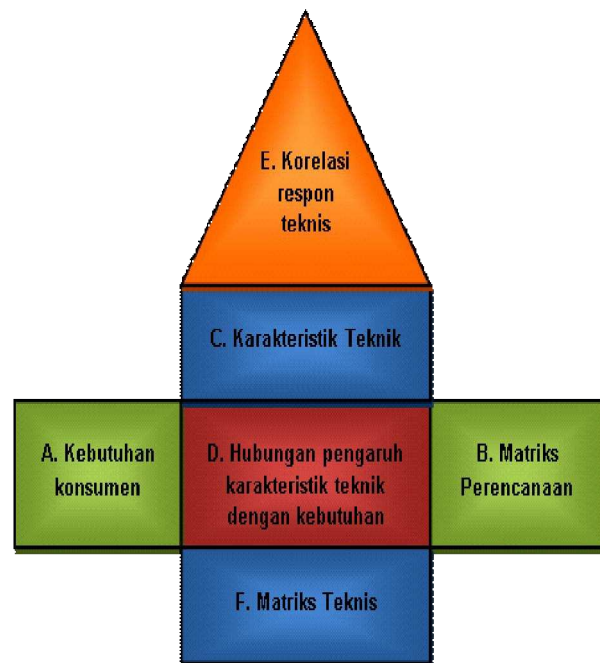 E. Korelasi
respon
teknis
C. Karakteristik Teknik
A. Kebutuhan
konsumen
D. Hubungan pengaruh
karakteristik teknik
dengan kebutuhan
B. Matriks
Perencanaan
F. Matriks Teknis